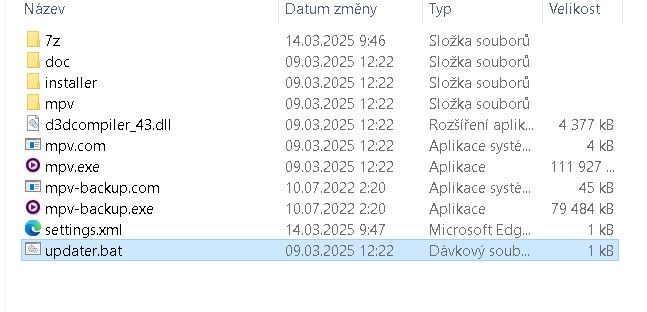 Název Datum změny Typ Velikost
7z 14.03.2025 9:46 Složka souborů
doc 09.03.2025 12:22 Složka souborů
installer 09.03.2025 12:22 Složka souborů
mpv 09.03.2025 12:22 Složka souborů
d3dcompiler_43.dll 09.03.2025 12:22 Rozšíření aplik... 4 377 kB
mpv.com 09.03.2025 12:22 Aplikace systé... 4 kB
mpv.exe 09.03.2025 12:22 Aplikace 111 927 ...
mpv-backup.com 10.07.2022 2:20 Aplikace systé... 45 kB
mpv-backup.exe 10.07.2022 2:20 Aplikace 79 484 kB
settings.xml 14.03.2025 9:47 Microsoft Edg... 1 kB
updater.bat 09.03.2025 12:22 Dávkový soub... 1 kB